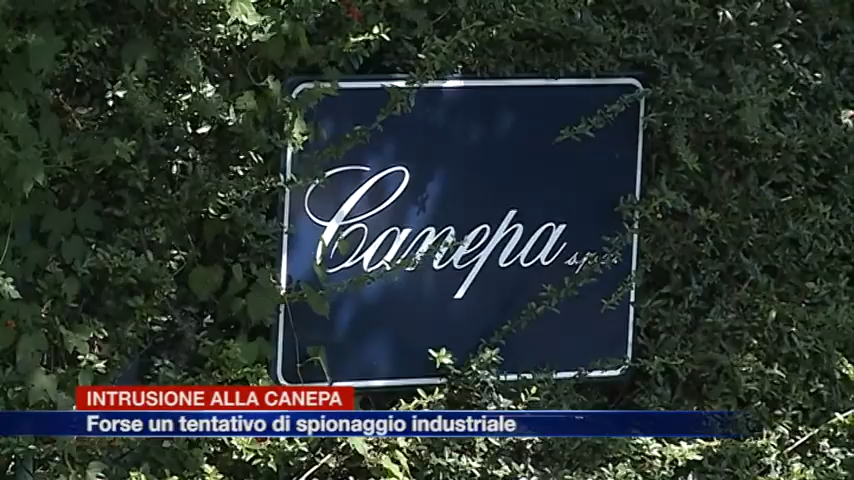 Canepa
INTRUSIONE ALLA CANEPA
Forse un tentativo di spionaggio industriale